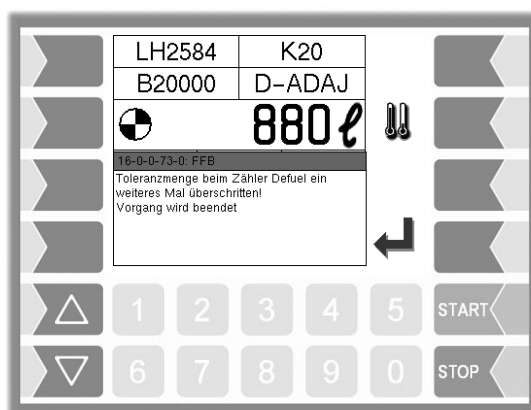 LH2584 K20
B20000 D-ADAJ
880 ℓ
16-0-0-73-0: FFB
Toleranzmenge beim Zähler Defuel ein
weiteres Mal überschritten!
Vorgang wird beendet
1 2 3 4 5 START
6 7 8 9 0 STOP